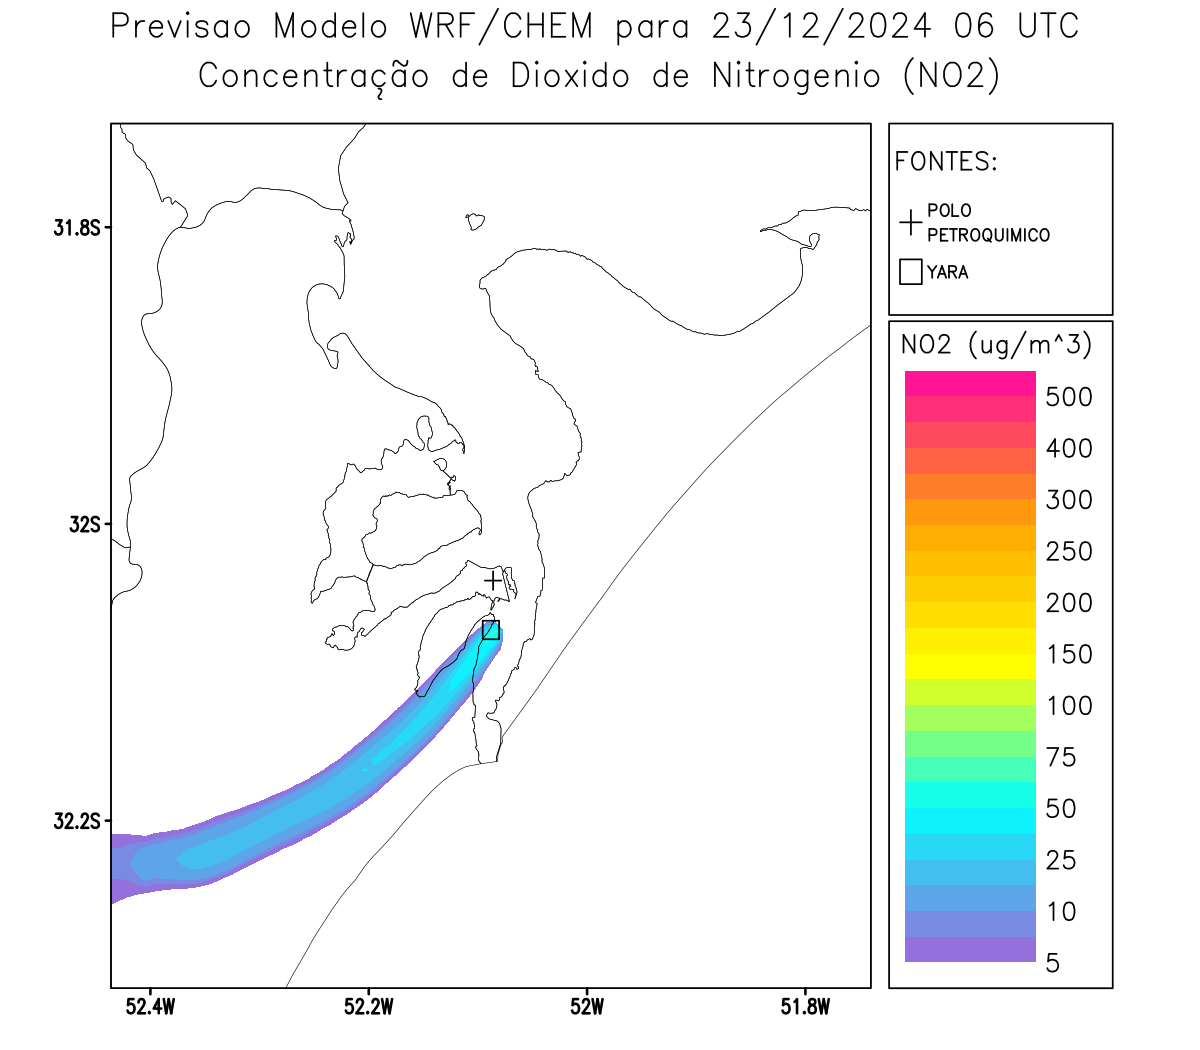 Previsao Modelo WRF/CHEM para 23/12/2024 06 UTC
Concentração de Dioxido de Nitrogenio (NO2)
FONTES:
POLO
PETROQUIMICO
YARA
31.8S
32S
32.2S
52.4W
52.2W
52W
51.8W
NO2 (ug/m^3)
500
400
300
250
200
150
100
75
50
25
10
5